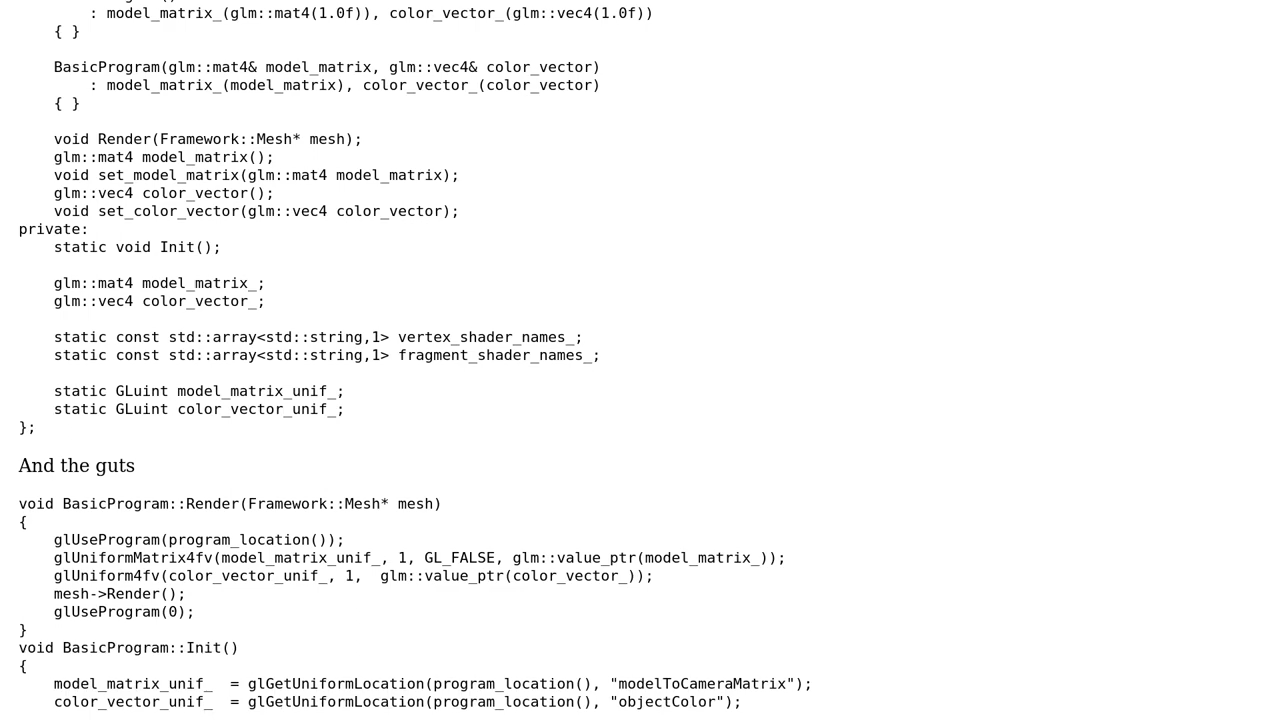 : model_matrix_(glm::mat4(1.0f)), color_vector_(glm::vec4(1.0f))
{ }
BasicProgram(glm::mat4& model_matrix, glm::vec4& color_vector)
: model_matrix_(model_matrix), color_vector_(color_vector)
{ }
void Render(Framework::Mesh* mesh);
glm::mat4 model_matrix();
void set_model_matrix(glm::mat4 model_matrix);
glm::vec4 color_vector();
void set_color_vector(glm::vec4 color_vector);
private:
static void Init();
glm::mat4 model_matrix_;
glm::vec4 color_vector_;
static const std::array<std::string,1> vertex_shader_names_;
static const std::array<std::string,1> fragment_shader_names_;
static GLuint model_matrix_unif_;
static GLuint color_vector_unif_;
};
And the guts
void BasicProgram::Render(Framework::Mesh* mesh)
{
glUseProgram(program_location());
glUniformMatrix4fv(model_matrix_unif_, 1, GL_FALSE, glm::value_ptr(model_matrix_));
glUniform4fv(color_vector_unif_, 1,  glm::value_ptr(color_vector_));
mesh->Render();
glUseProgram(0);
}
void BasicProgram::Init()
{
model_matrix_unif_  = glGetUniformLocation(program_location(), "modelToCameraMatrix");
color_vector_unif_  = glGetUniformLocation(program_location(), "objectColor");